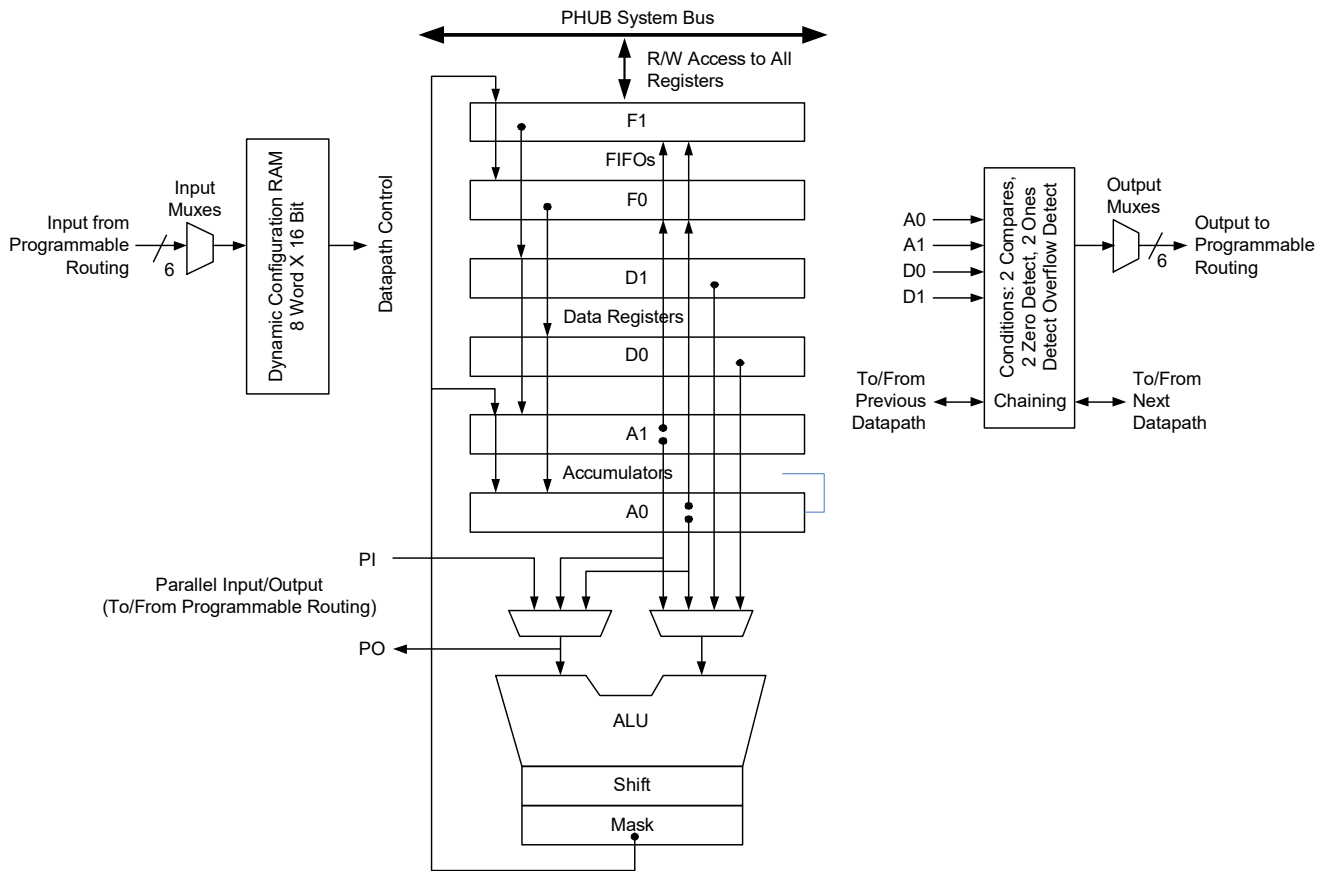 PHUB System Bus
R/W Access to All
Registers
F1
FIFOs
F0
D1
Data Registers
D0
A1
Accumulators
A0
Input from
Programmable
Routing
6
Input
Muxes
Dynamic Configuration RAM
8 Word X 16 Bit
Datapath Control
A0
A1
D0
D1
Conditions: 2 Compares,
2 Zero Detect, 2 Ones
Detect Overflow Detect
Output
Muxes
6
Output to
Programmable
Routing
To/From
Previous
Datapath
Chaining
To/From
Next
Datapath
PI
Parallel Input/Output
(To/From Programmable Routing)
PO
ALU
Shift
Mask